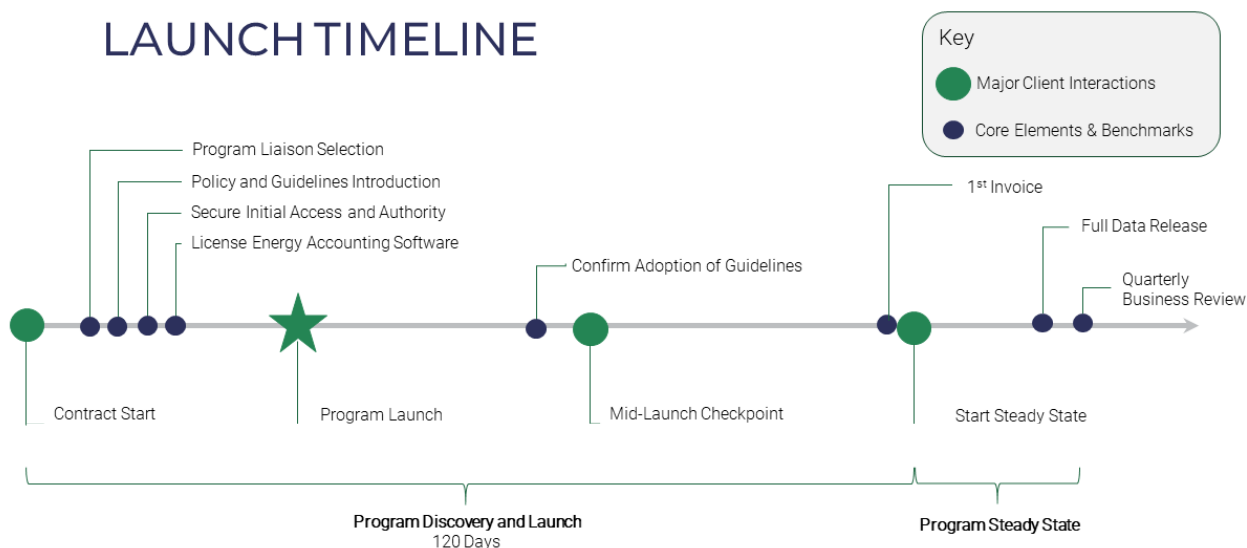 LAUNCH TIMELINE
Key
Major Client Interactions
Core Elements & Benchmarks
Program Liaison Selection
Policy and Guidelines Introduction
Secure Initial Access and Authority
License Energy Accounting Software
Confirm Adoption of Guidelines
1st Invoice
Full Data Release
Quarterly
Business Review
Contract Start
Program Launch
Mid-Launch Checkpoint
Start Steady State
Program Discovery and Launch
120 Days
Program Steady State